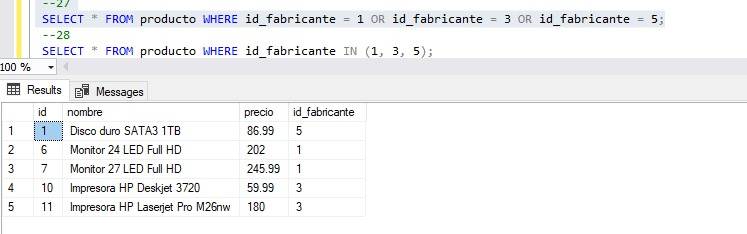 --27
SELECT * FROM producto WHERE id_fabricante = 1 OR id_fabricante = 3 OR id_fabricante = 5;
--28
SELECT * FROM producto WHERE id_fabricante IN (1, 3, 5);
100 %
Results Messages
id nombre precio id_fabricante
1 1 Disco duro SATA3 1TB 86.99 5
2 6 Monitor 24 LED Full HD 202 1
3 7 Monitor 27 LED Full HD 245.99 1
4 10 Impresora HP Deskjet 3720 59.99 3
5 11 Impresora HP Laserjet Pro M26nw 180 3